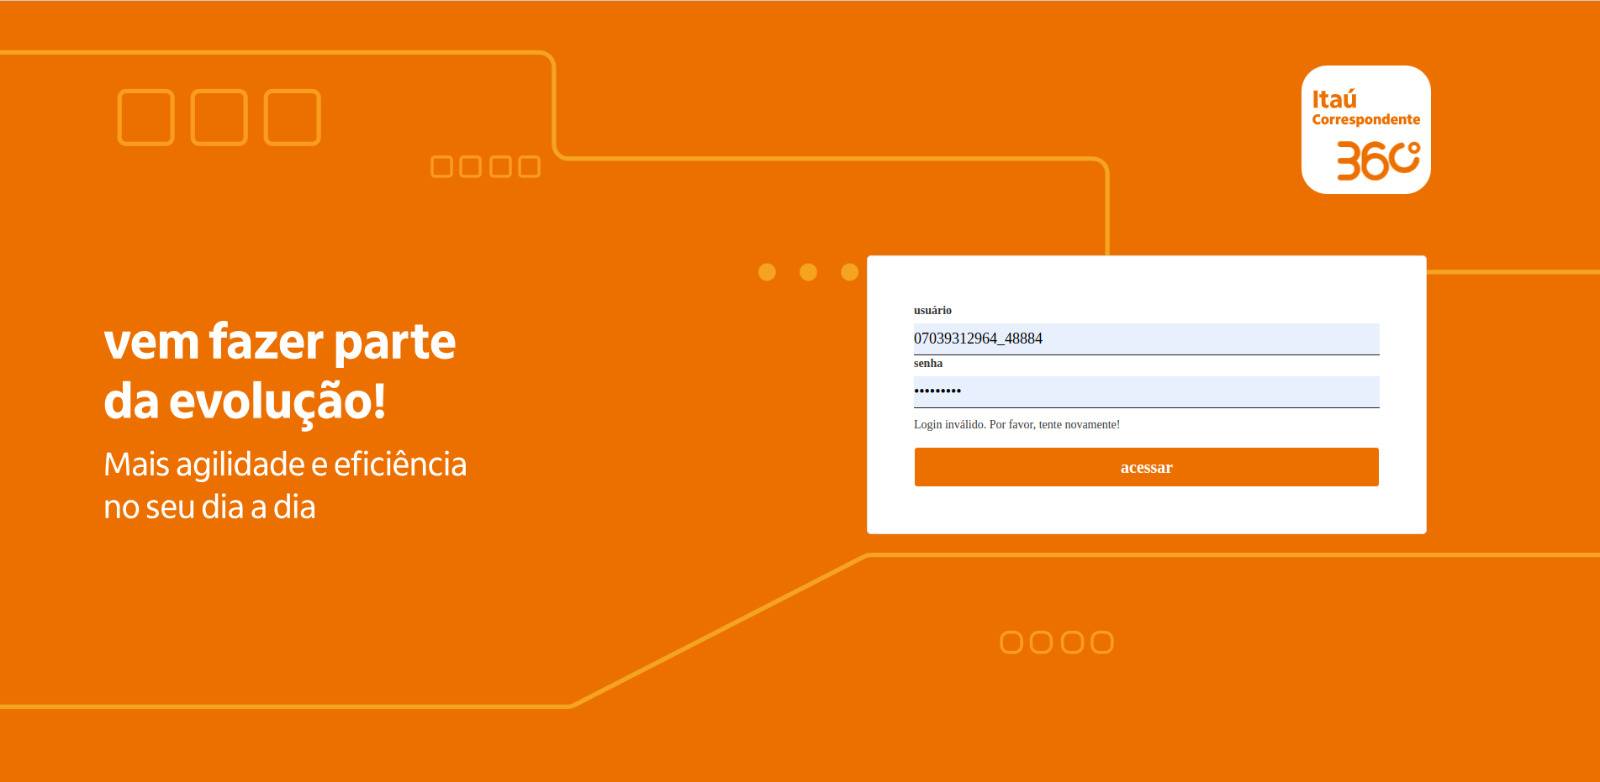 Itaú
Correspondente
360°
vem fazer parte
da evolução!
Mais agilidade e eficiência
no seu dia a dia
usuário
07039312964_48884
senha
•••••••••
Login inválido. Por favor, tente novamente!
acessar